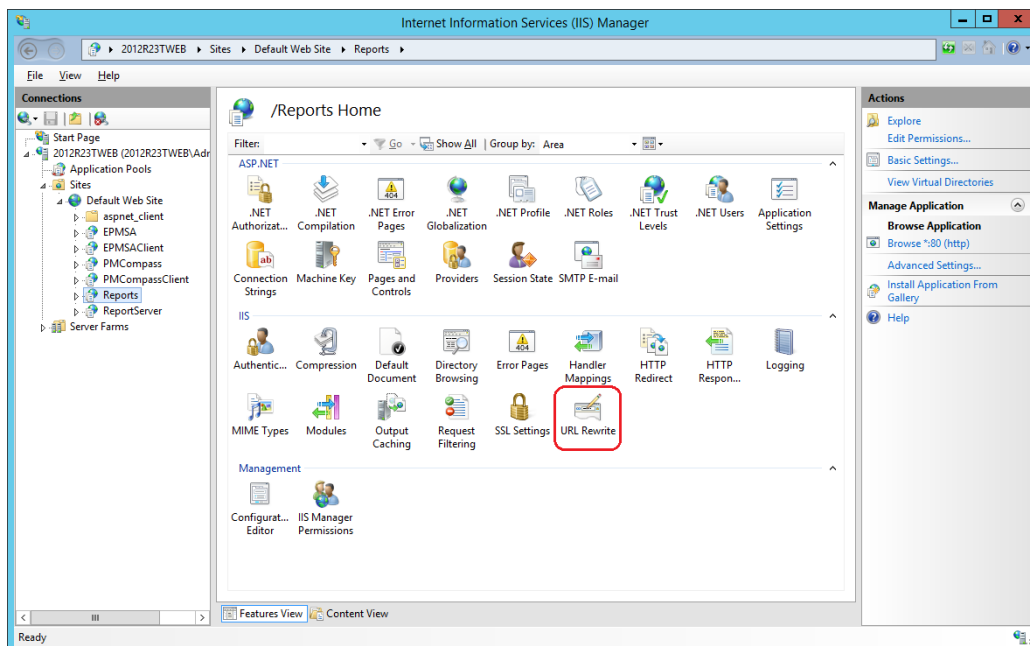 Internet Information Services (IIS) Manager
2012R23TWEB Sites Default Web Site Reports
File View Help
Connections
Start Page
2012R23TWEB (2012R23TWEB\Adr
Application Pools
Sites
Default Web Site
aspnet_client
EPMSA
EPMSAClient
PMCompass
PMCompassClient
Reports
ReportServer
Server Farms
/Reports Home
Filter: Go Show All Group by: Area
ASP.NET
.NET Authorizat...
.NET Compilation
.NET Error Pages
.NET Globalization
.NET Profile
.NET Roles
.NET Trust Levels
.NET Users
Application Settings
ab
404
Connection Strings
Machine Key
Pages and Controls
Providers
Session State
SMTP E-mail
IIS
404
Authentic...
Compression
Default Document
Directory Browsing
Error Pages
Handler Mappings
HTTP Redirect
HTTP Respon...
Logging
MIME Types
Modules
Output Caching
Request Filtering
SSL Settings
URL Rewrite
Management
Configurat... Editor
IIS Manager Permissions
Features View Content View
Actions
Explore
Edit Permissions...
Basic Settings...
View Virtual Directories
Manage Application
Browse Application
Browse *:80 (http)
Advanced Settings...
Install Application From
Gallery
Help
Ready